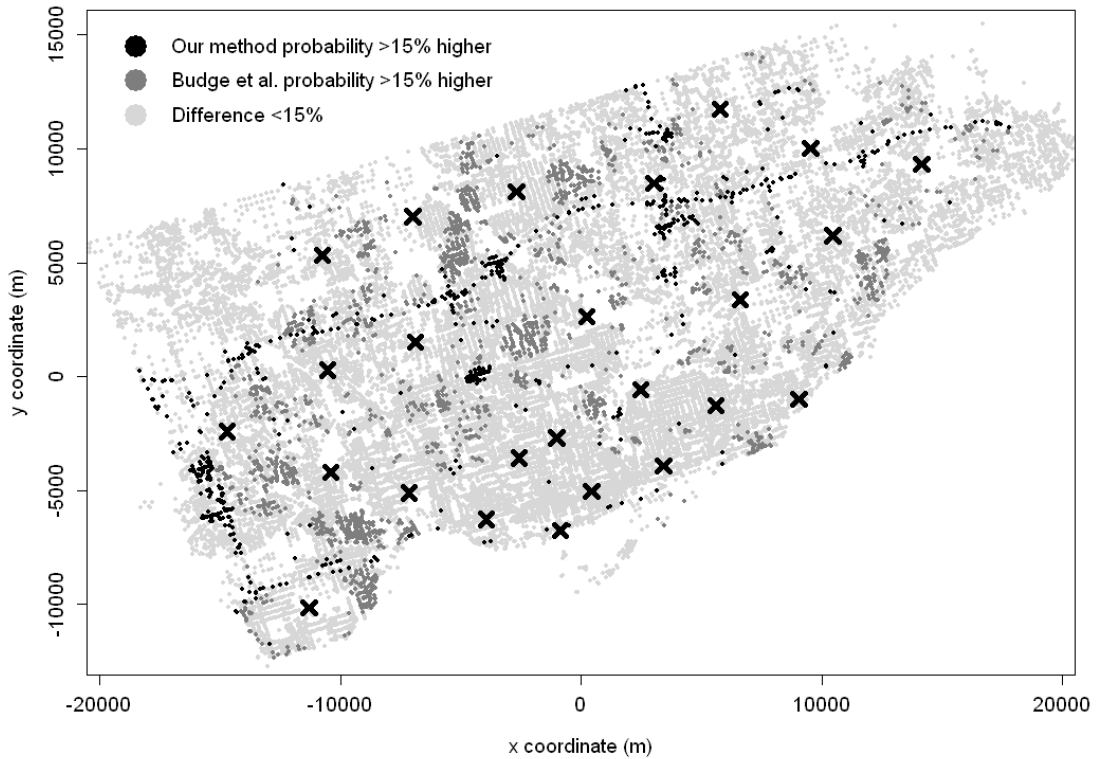 Our method probability >15% higher
Budge et al. probability >15% higher
Difference <15%
15000
10000
5000
0
-5000
-10000
y coordinate (m)
-20000 -10000 0 10000 20000
x coordinate (m)